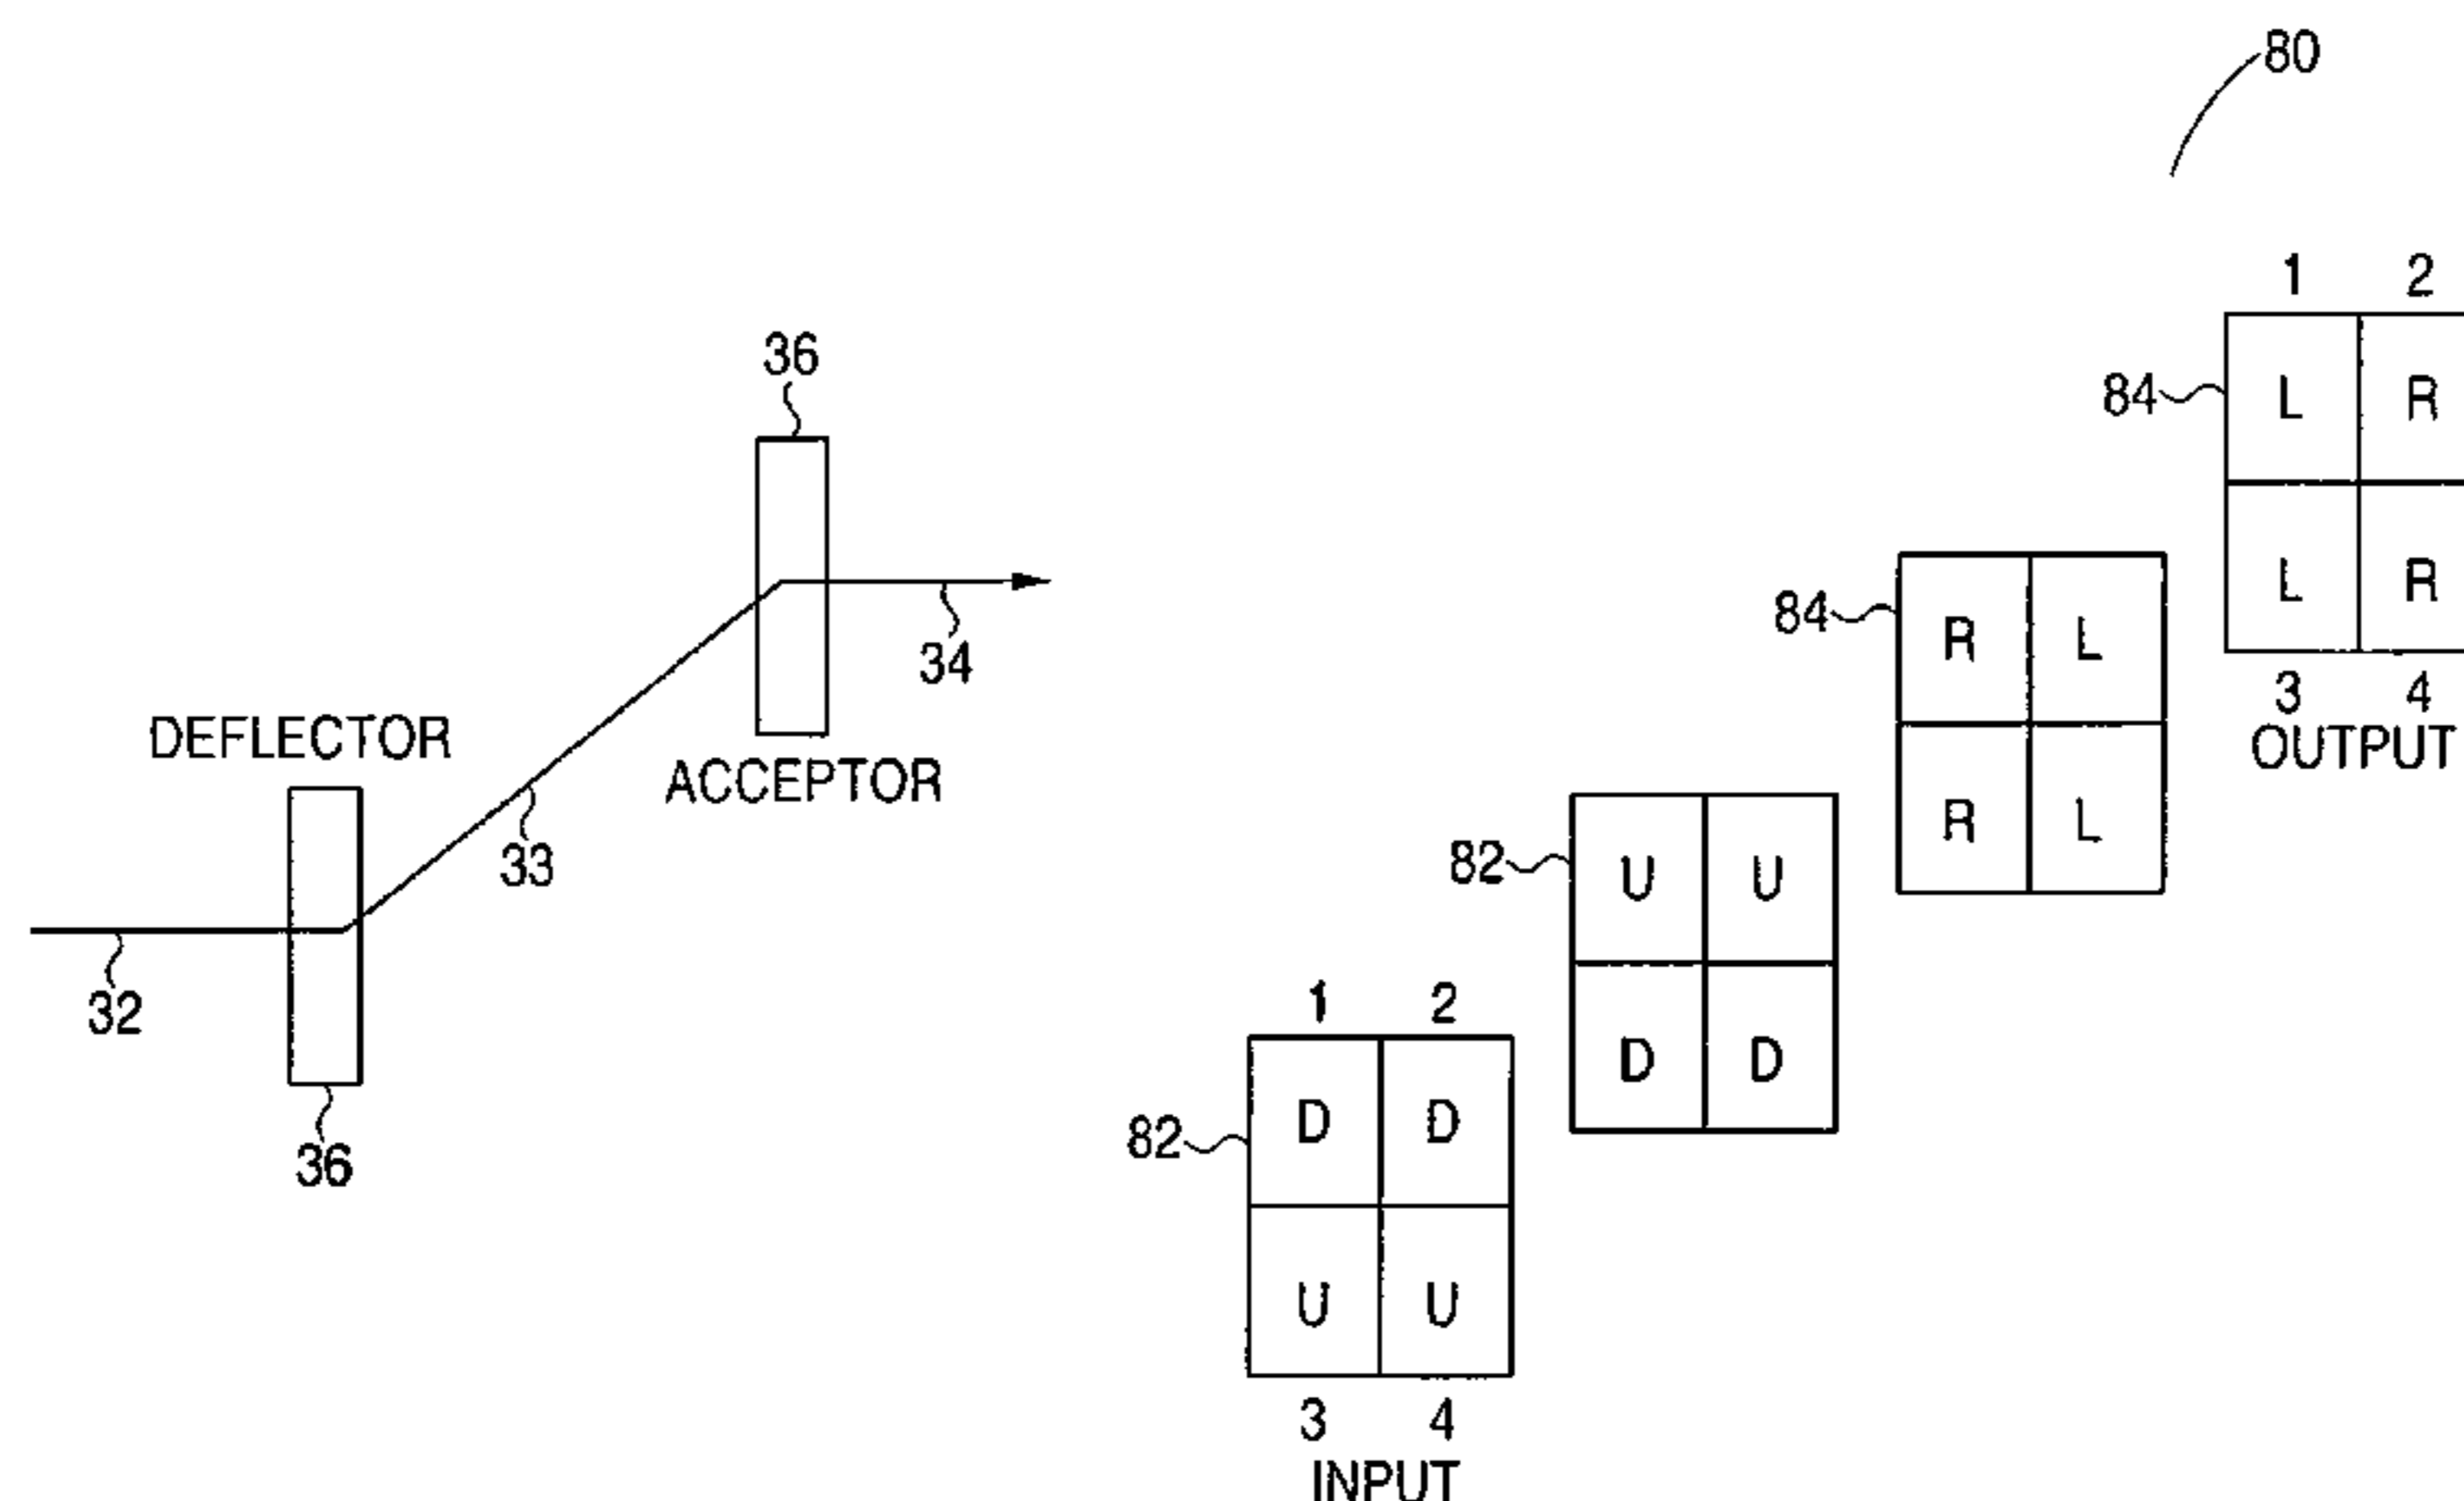 80
1 2
36
84
L R
34
84
R L
L R
3 4
DEFLECTOR
OUTPUT
ACCEPTOR
33
82
U U
R L
32
1 2
D D
82
D D
36
U U
3 4
INPUT